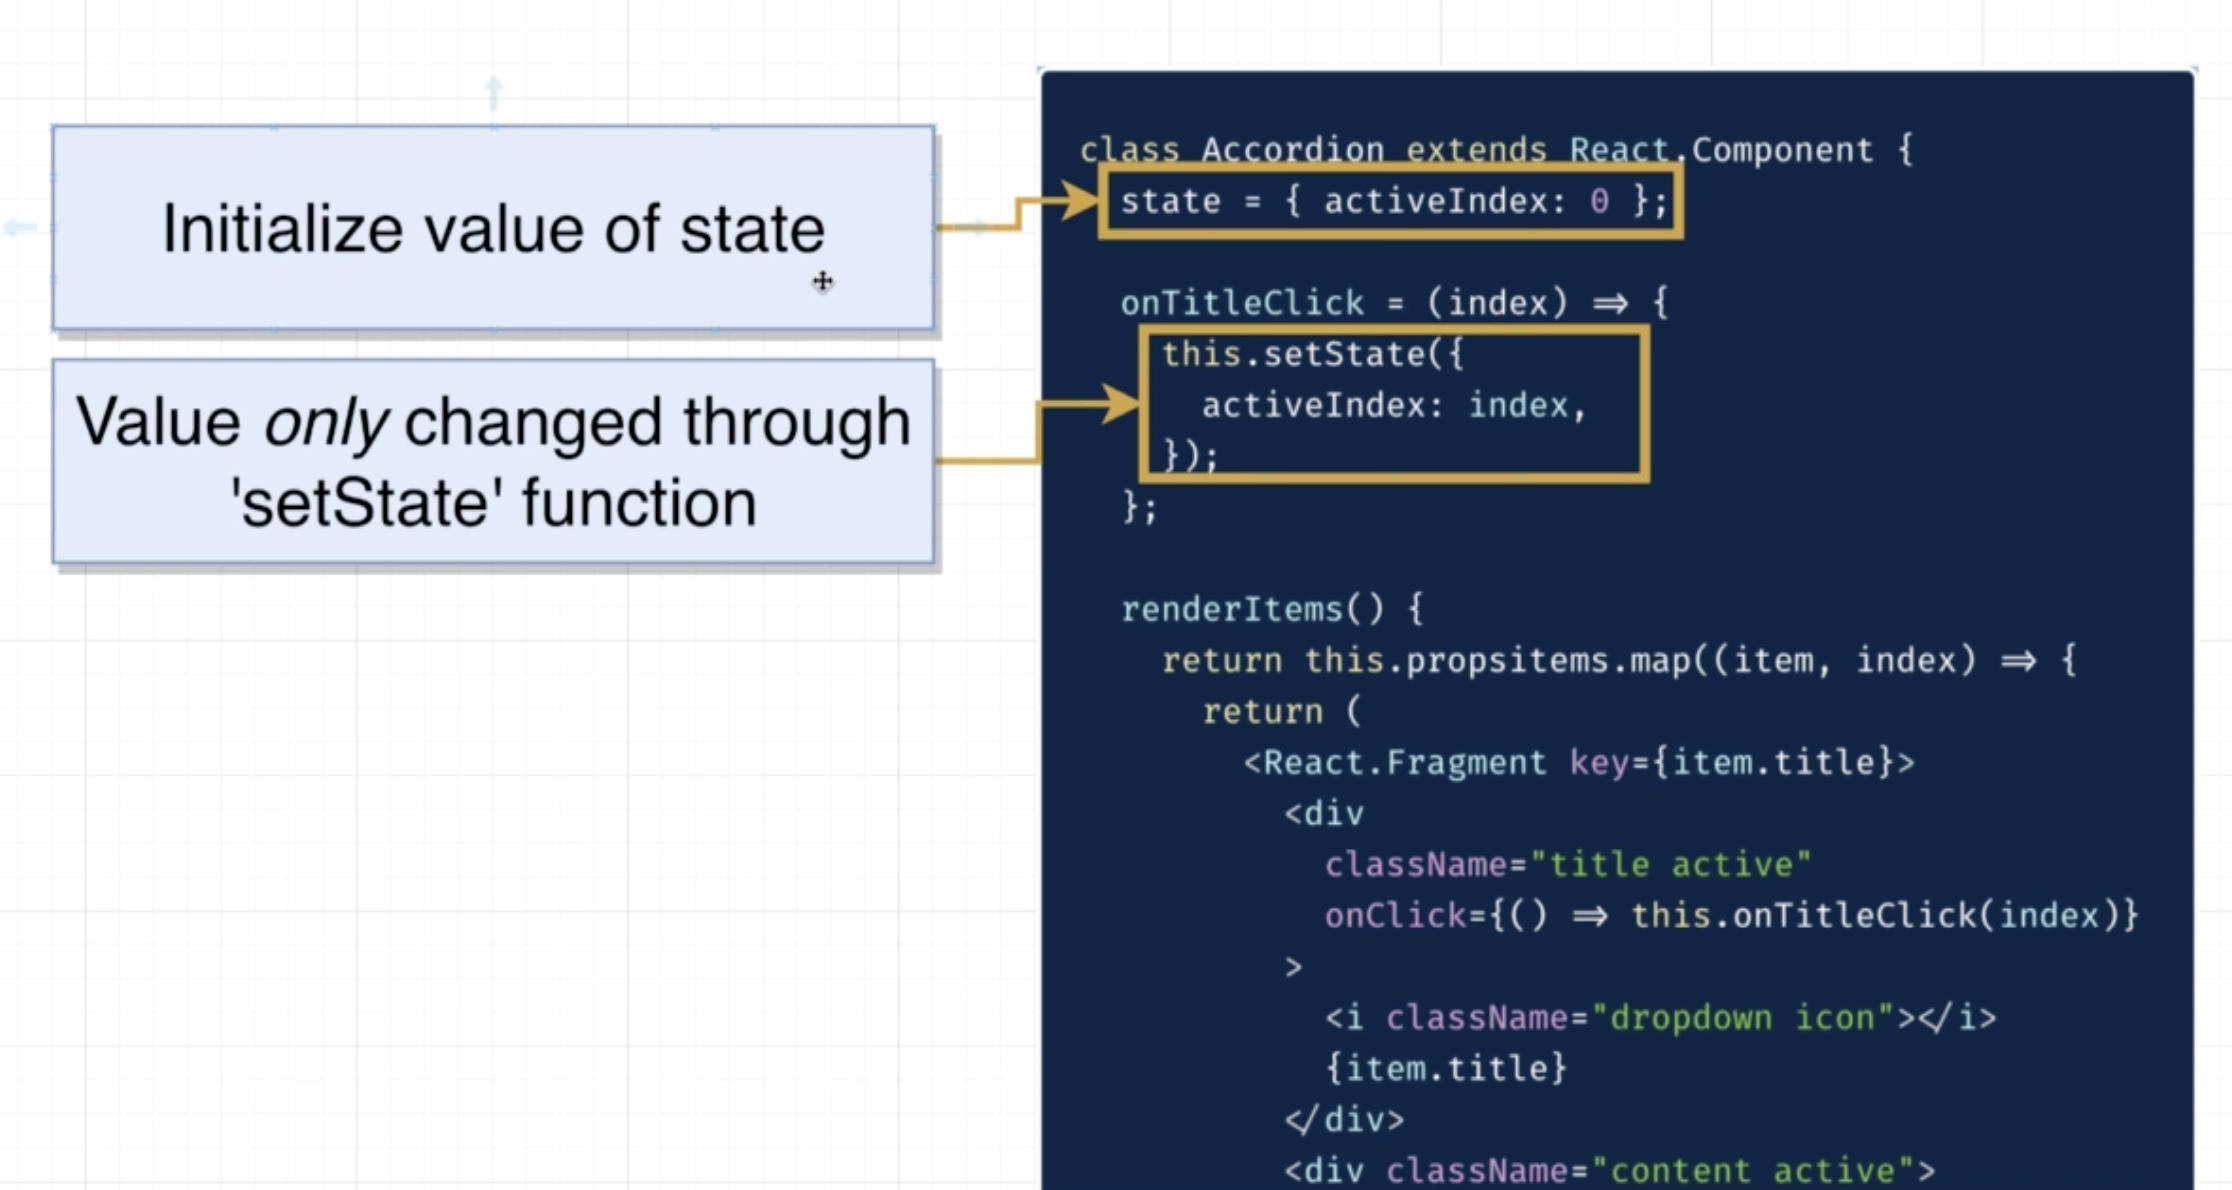 Initialize value of state
Value only changed through
'setState' function
class Accordion extends React.Component {
state = { activeIndex: 0 };
onTitleClick = (index) ⇒ {
this.setState({
activeIndex: index,
});
};
renderItems() {
return this.propsitems.map((item, index) ⇒ {
return (
<React.Fragment key={item.title}>
<div
className="title active"
onClick={() ⇒ this.onTitleClick(index)}
>
<i className="dropdown icon"></i>
{item.title}
</div>
<div className="content active">